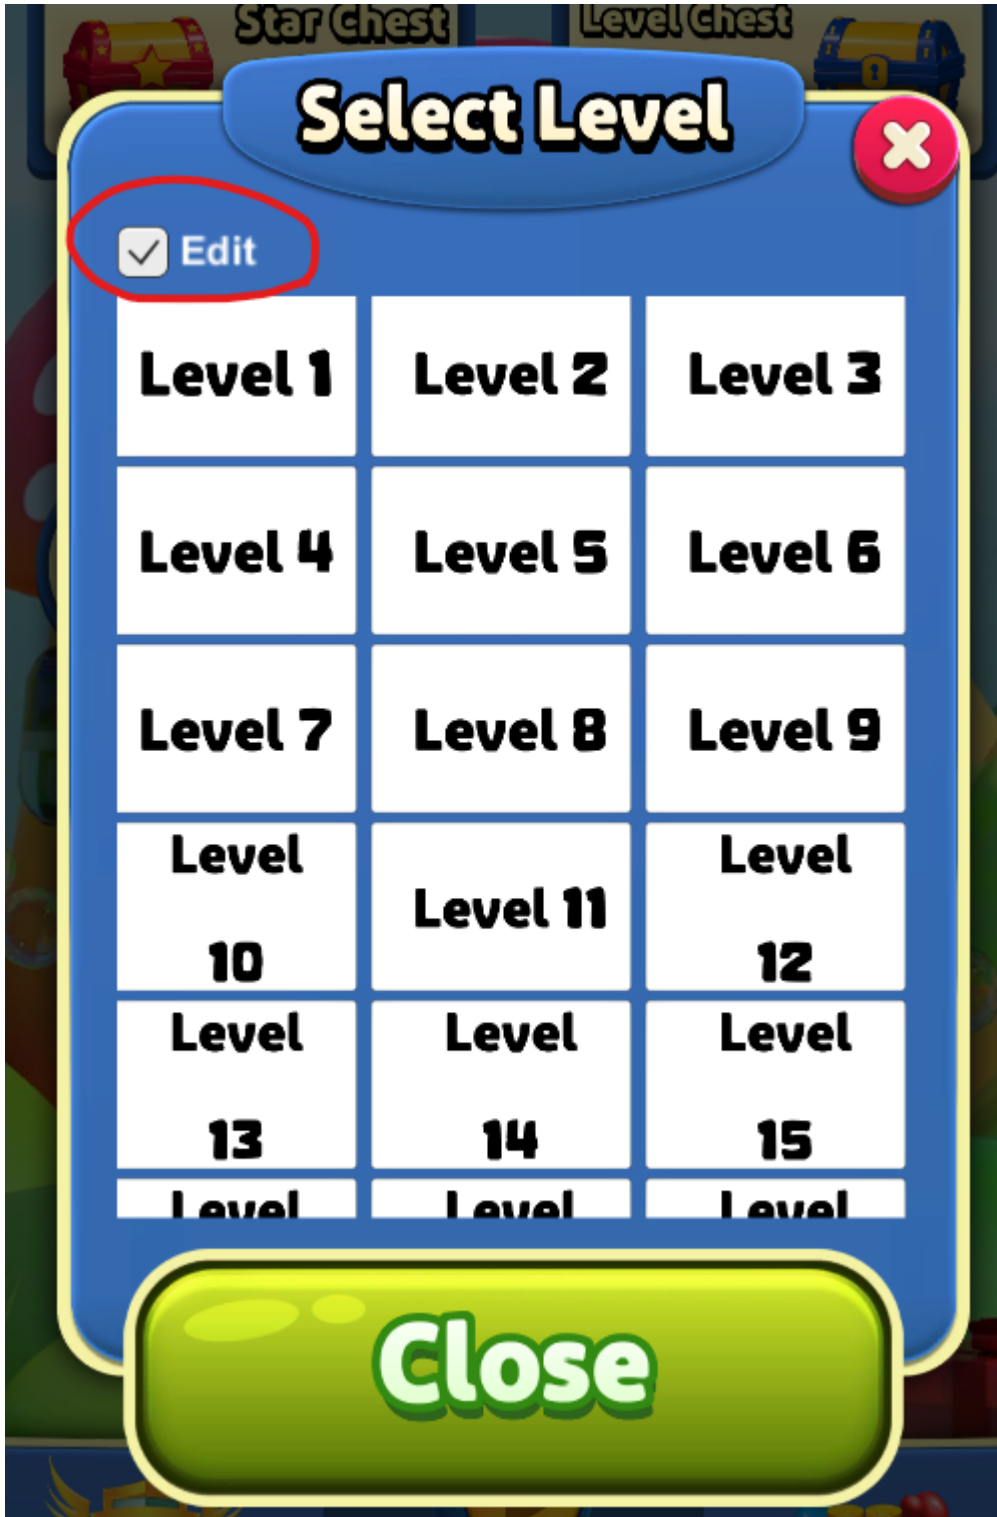 Star Chest
Level Chest
Select Level
Edit
Level 1
Level 2
Level 3
Level 4
Level 5
Level 6
Level 7
Level 8
Level 9
Level
10
Level 11
Level
12
Level
13
Level
14
Level
15
Level
Level
Level
Close